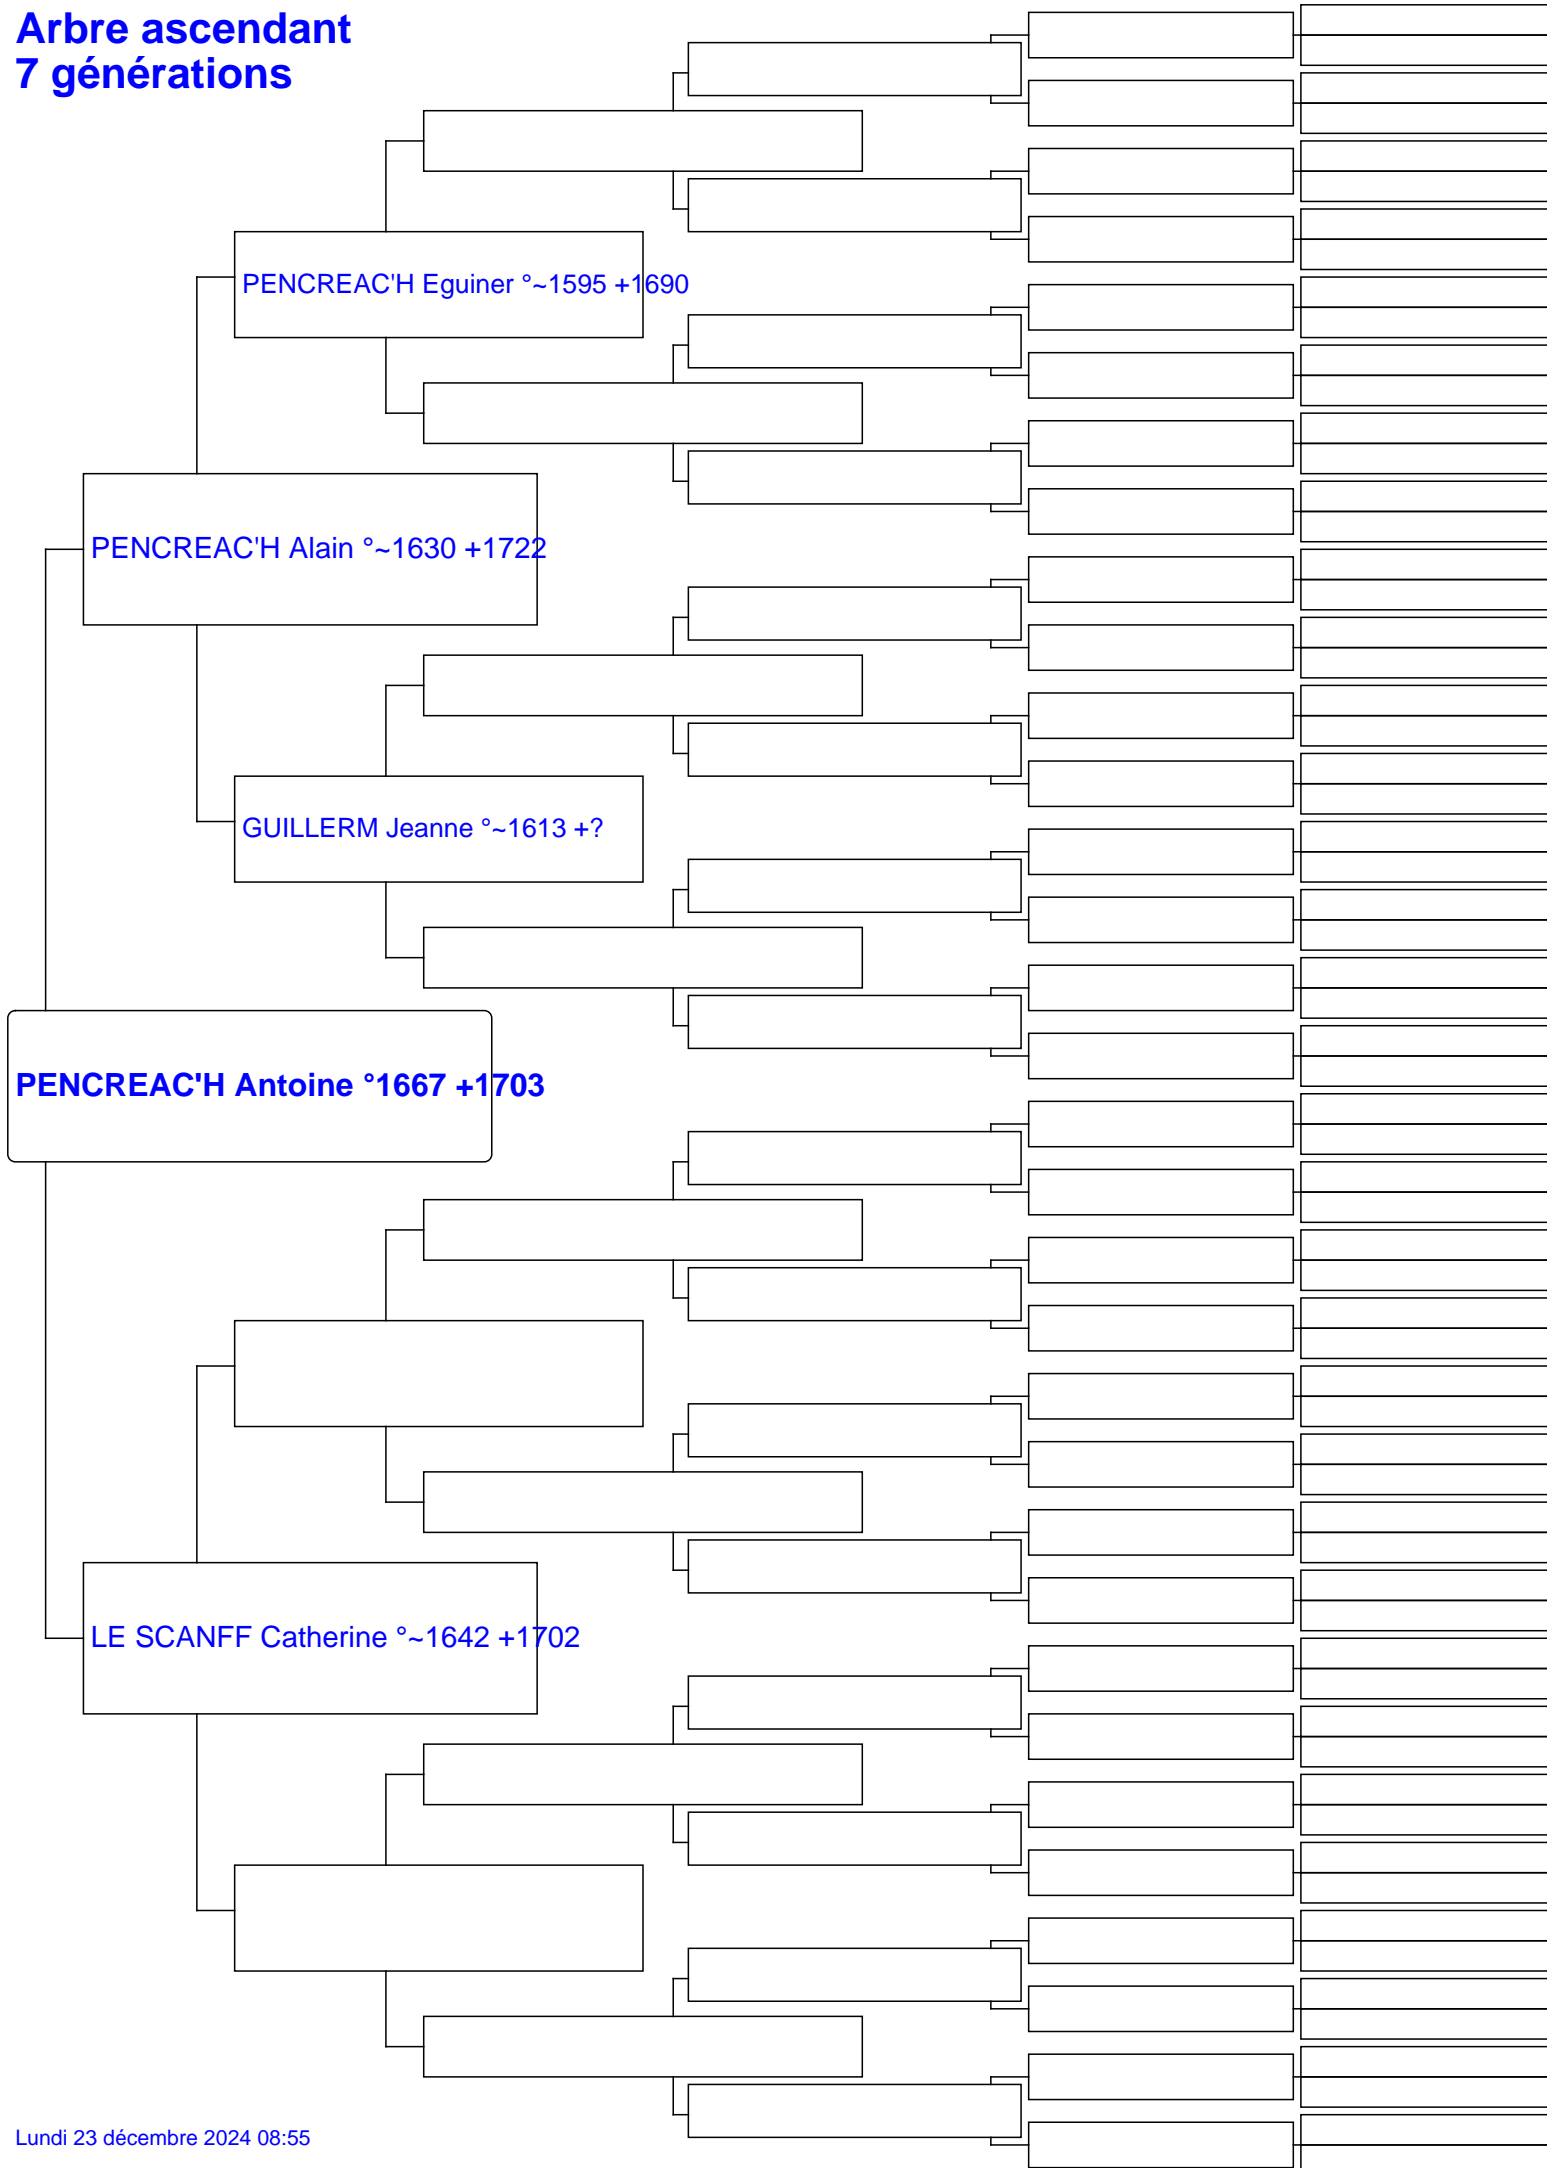 Arbre ascendant
7 générations
PENCREAC'H Eguiner °~1595 +1690
PENCREAC'H Alain °~1630 +1722
GUILLERM Jeanne °~1613 +?
PENCREAC'H Antoine °1667 +1703
LE SCANFF Catherine °~1642 +1702
Lundi 23 décembre 2024 08:55